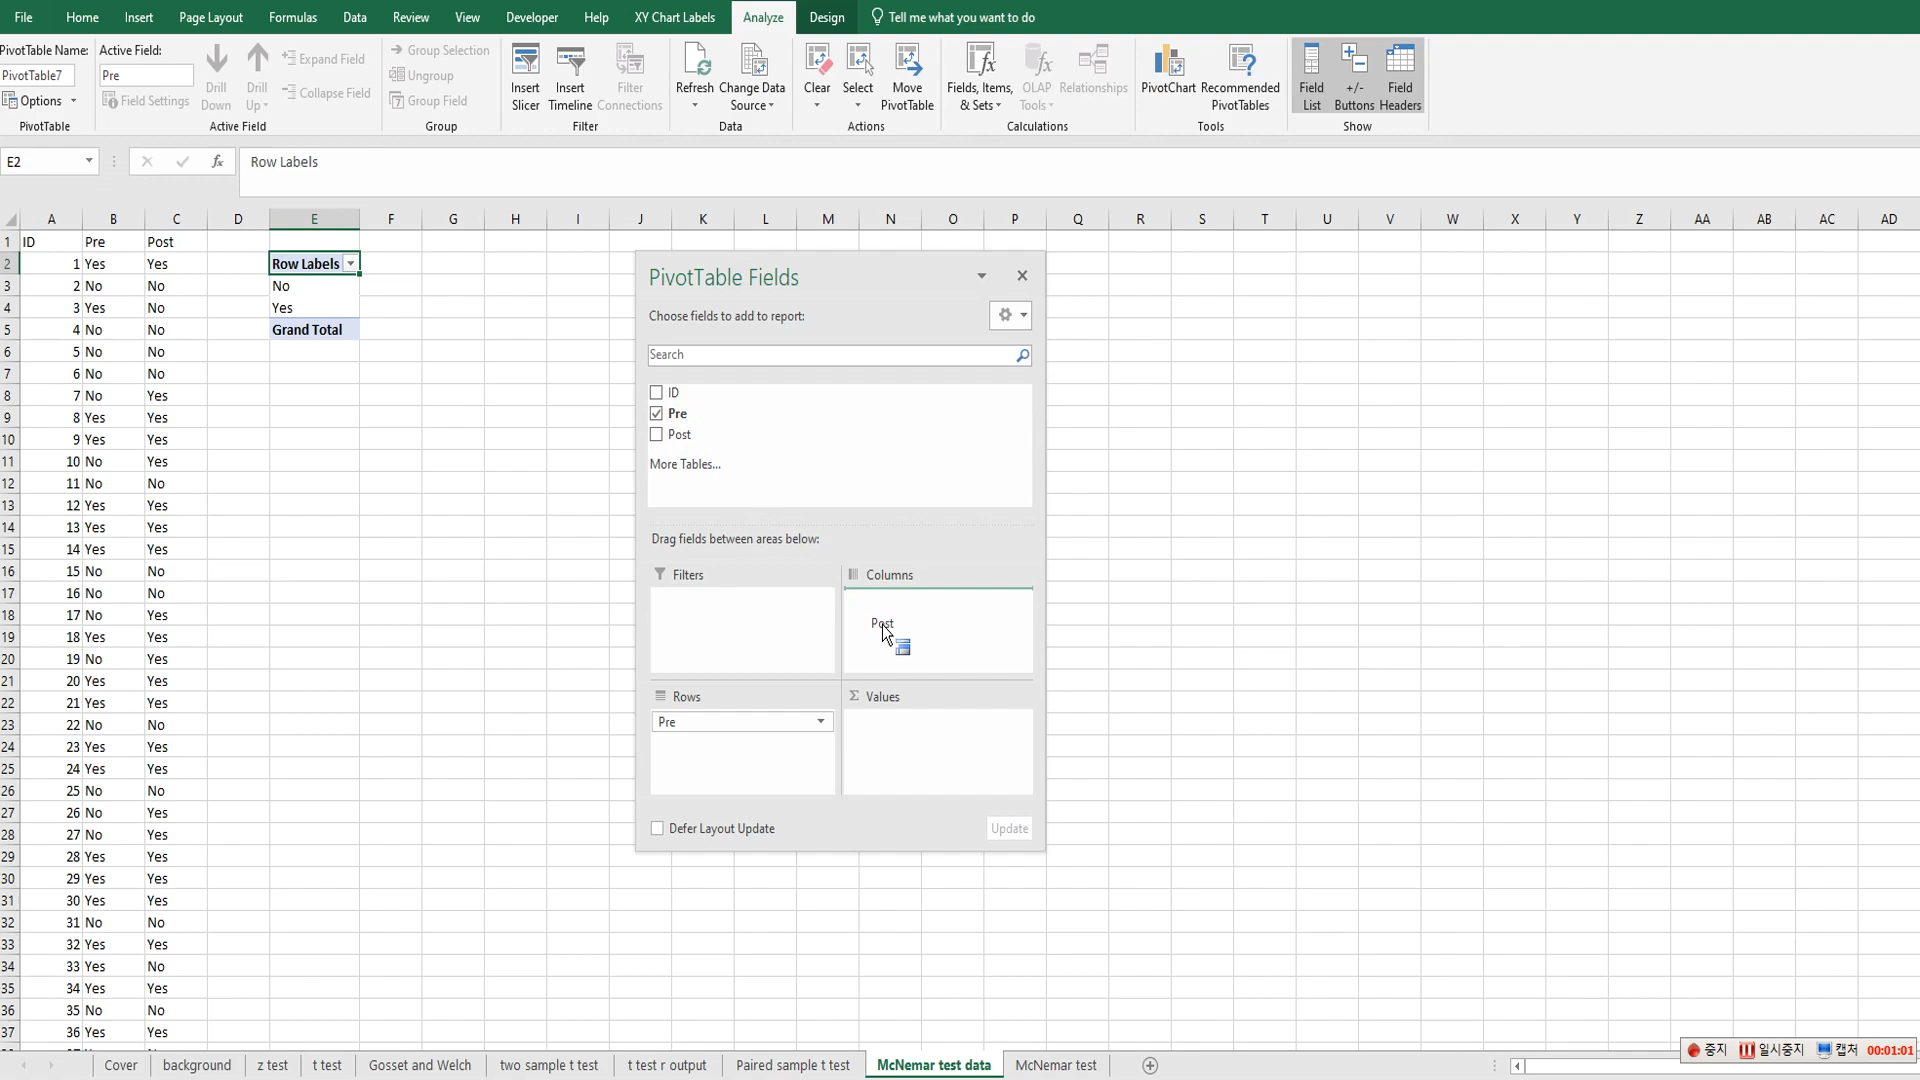 File Home Insert Page Layout Formulas Data Review View Developer Help XY Chart Labels Analyze Design Tell me what you want to do
PivotTable Name: Active Field:
PivotTable7 Pre
Options Field Settings
Drill Down Drill Up
Expand Field
Collapse Field
Group Selection
Ungroup
Group Field
Insert Slicer Insert Timeline Filter Connections
Refresh Change Data Source
Clear Select Move PivotTable
Fields, Items, & Sets OLAP Tools Relationships
PivotChart Recommended PivotTables
Field List +/- Buttons Field Headers
PivotTable Active Field Group Filter Data Actions Calculations Tools Show
E2 fx Row Labels
A B C D E F G H I J K L M N O P Q R S T U V W X Y Z AA AB AC AD
1 ID Pre Post
2 1 Yes Yes Row Labels
3 2 No No No
4 3 Yes No Yes
5 4 No No Grand Total
6 5 No No
7 6 No No
8 7 No Yes
9 8 Yes Yes
10 9 Yes Yes
11 10 No Yes
12 11 No No
13 12 Yes Yes
14 13 Yes Yes
15 14 Yes Yes
16 15 No No
17 16 No No
18 17 No Yes
19 18 Yes Yes
20 19 No Yes
21 20 Yes Yes
22 21 Yes Yes
23 22 No No
24 23 Yes Yes
25 24 Yes Yes
26 25 No No
27 26 No Yes
28 27 No Yes
29 28 Yes Yes
30 29 Yes Yes
31 30 Yes Yes
32 31 No No
33 32 Yes Yes
34 33 Yes No
35 34 Yes Yes
36 35 No No
37 36 Yes Yes
PivotTable Fields
Choose fields to add to report:
Search
ID
Pre
Post
More Tables...
Drag fields between areas below:
Filters Columns
Post
Rows Σ Values
Pre
Defer Layout Update Update
Cover background z test t test Gosset and Welch two sample t test t test r output Paired sample t test McNemar test data McNemar test
중지 일시중지 캡처 00:01:01